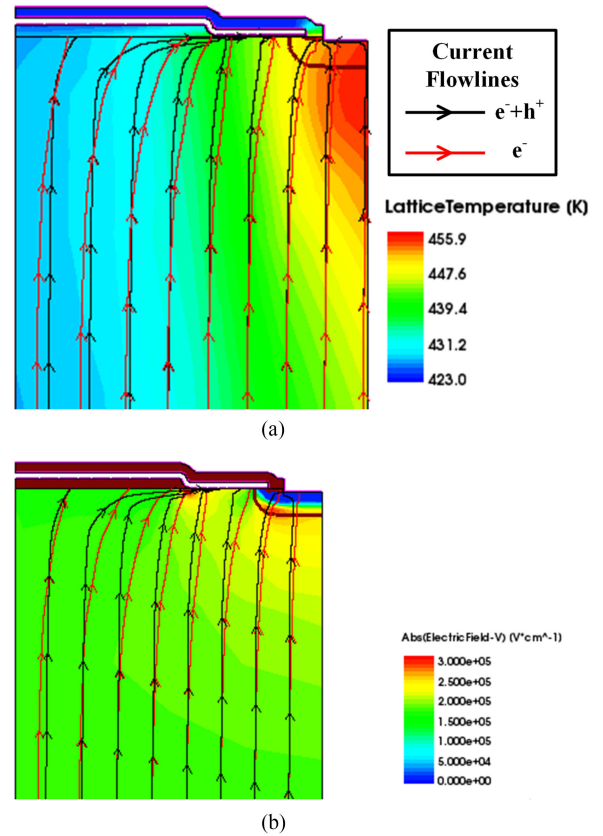 Current
Flowlines
e⁻+h⁺
e⁻
LatticeTemperature (K)
455.9
447.6
439.4
431.2
423.0
(a)
Abs(ElectricField-V) (V*cm^-1)
3.000e+05
2.500e+05
2.000e+05
1.500e+05
1.000e+05
5.000e+04
0.000e+00
(b)